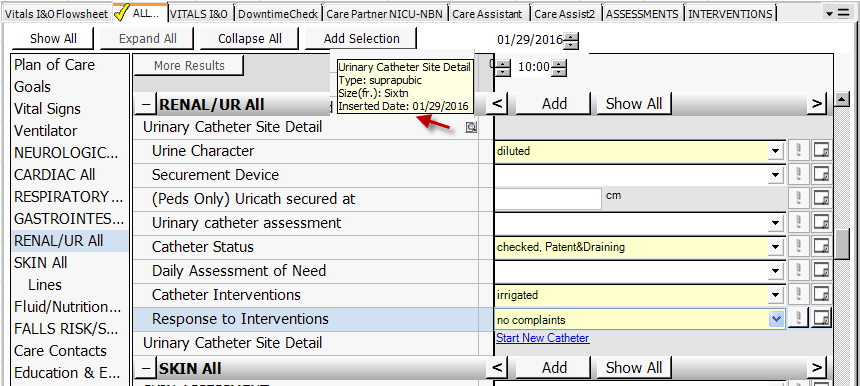 Vitals I&O Flowsheet ALL... VITALS I&O DowntimeCheck Care Partner NICU-NBN Care Assistant Care Assist2 ASSESSMENTS INTERVENTIONS
Show All Expand All Collapse All Add Selection 01/29/2016
More Results 10:00
Urinary Catheter Site Detail
Type: suprapubic
Size(fr.): Sixtn
Inserted Date: 01/29/2016
Plan of Care
Goals
Vital Signs
Ventilator
NEUROLOGIC...
CARDIAC All
RESPIRATORY ...
GASTROINTES...
RENAL/UR All
SKIN All
Lines
Fluid/Nutrition...
FALLS RISK/S...
Care Contacts
Education & E...
RENAL/UR All < Add Show All >
Urinary Catheter Site Detail
Urine Character diluted
Securement Device
(Peds Only) Uricath secured at cm
Urinary catheter assessment
Catheter Status checked, Patent&Draining
Daily Assessment of Need
Catheter Interventions irrigated
Response to Interventions no complaints
Urinary Catheter Site Detail Start New Catheter
SKIN All < Add Show All >